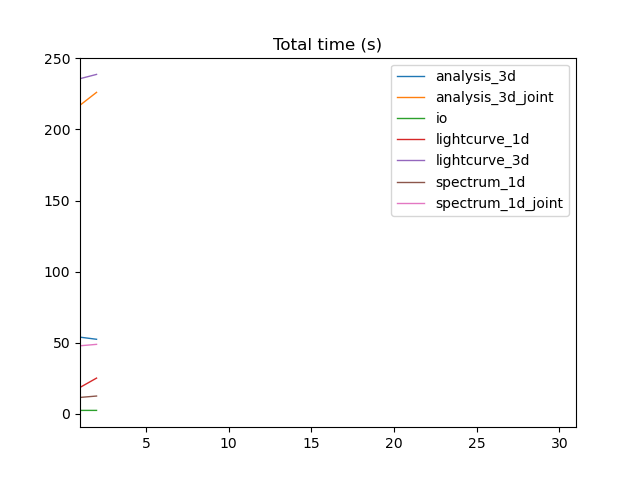 Total time (s)
250
200
150
100
50
0
5 10 15 20 25 30
analysis_3d
analysis_3d_joint
io
lightcurve_1d
lightcurve_3d
spectrum_1d
spectrum_1d_joint